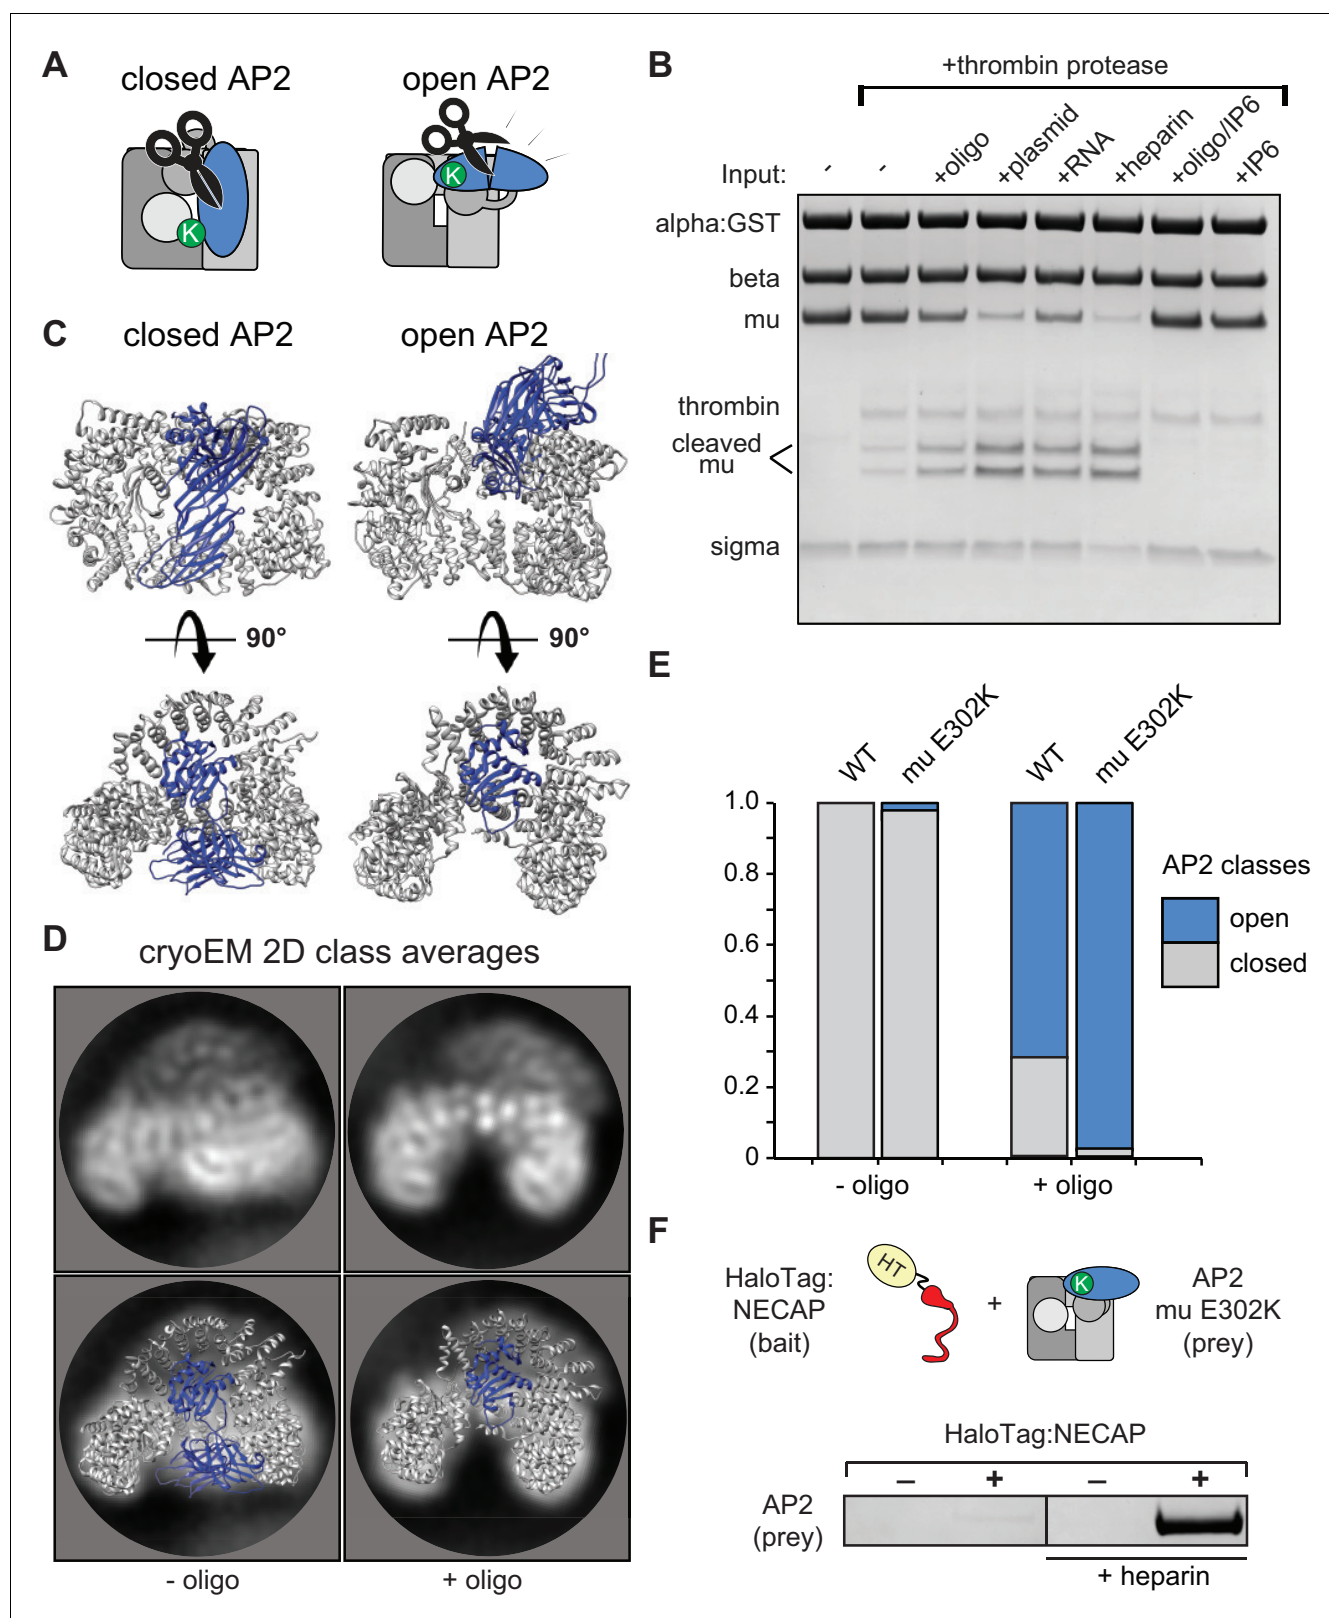 A
closed AP2
open AP2
K
K
B
+thrombin protease
Input:
-
-
+oligo
+plasmid
+RNA
+heparin
+oligo/IP6
+IP6
alpha:GST
beta
mu
thrombin
cleaved
mu
sigma
C
closed AP2
open AP2
90°
90°
D
cryoEM 2D class averages
- oligo
+ oligo
E
WT
mu E302K
WT
mu E302K
1.0
0.8
0.6
0.4
0.2
0
- oligo
+ oligo
AP2 classes
open
closed
F
HaloTag:
NECAP
(bait)
HT
+
K
AP2
mu E302K
(prey)
HaloTag:NECAP
–
+
–
+
AP2
(prey)
+ heparin